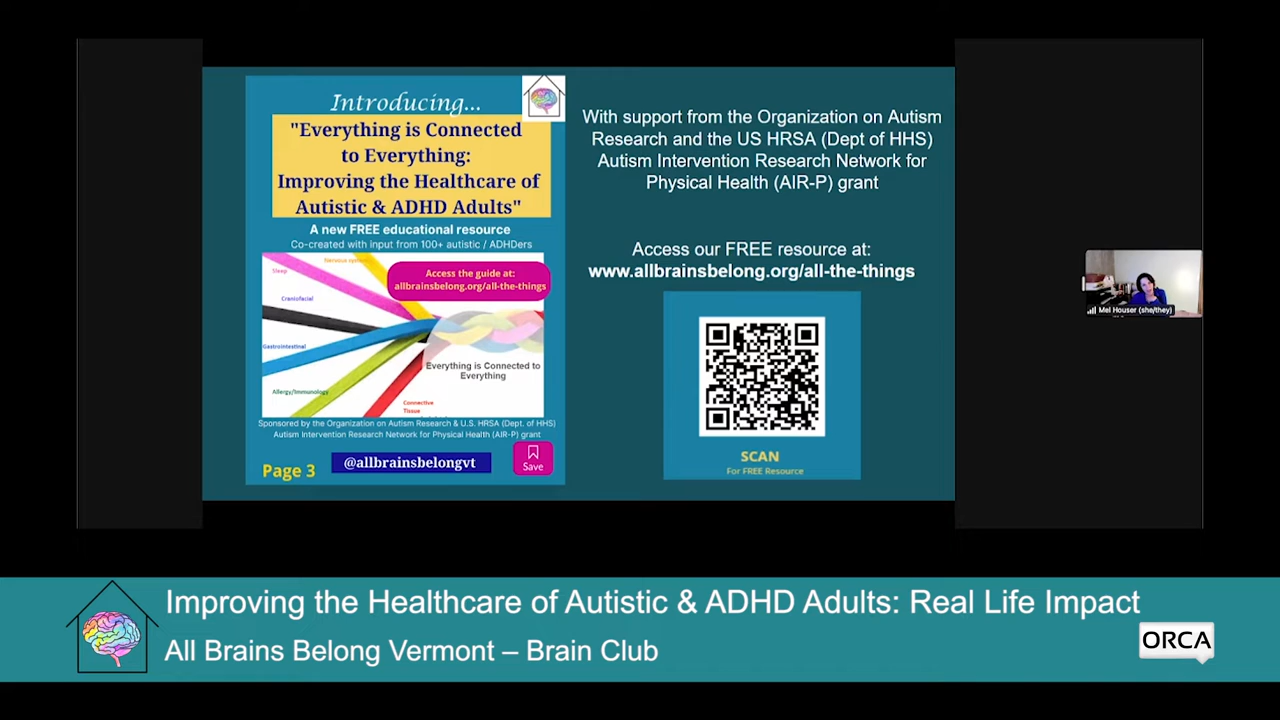 Introducing...
"Everything is Connected
to Everything:
Improving the Healthcare of
Autistic & ADHD Adults"
A new FREE educational resource
Co-created with input from 100+ autistic / ADHDers
Access the guide at:
allbrainsbelong.org/all-the-things
Nervous system
Sleep
Craniofacial
Gastrointestinal
Allergy/Immunology
Connective
Tissue
Everything is Connected to
Everything
Sponsored by the Organization on Autism Research & U.S. HRSA (Dept. of HHS)
Autism Intervention Research Network for Physical Health (AIR-P) grant
Page 3
@allbrainsbelongvt
Save
With support from the Organization on Autism
Research and the US HRSA (Dept of HHS)
Autism Intervention Research Network for
Physical Health (AIR-P) grant
Access our FREE resource at:
www.allbrainsbelong.org/all-the-things
SCAN
For FREE Resource
Mel Houser (she/they)
Improving the Healthcare of Autistic & ADHD Adults: Real Life Impact
All Brains Belong Vermont – Brain Club
ORCA